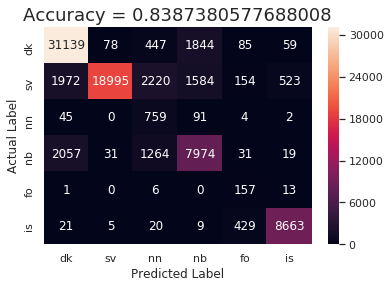 Accuracy = 0.8387380577688008
dk 31139 78 447 1844 85 59
sv 1972 18995 2220 1584 154 523
nn 45 0 759 91 4 2
nb 2057 31 1264 7974 31 19
fo 1 0 6 0 157 13
is 21 5 20 9 429 8663
dk sv nn nb fo is
Predicted Label
Actual Label
30000
24000
18000
12000
6000
0